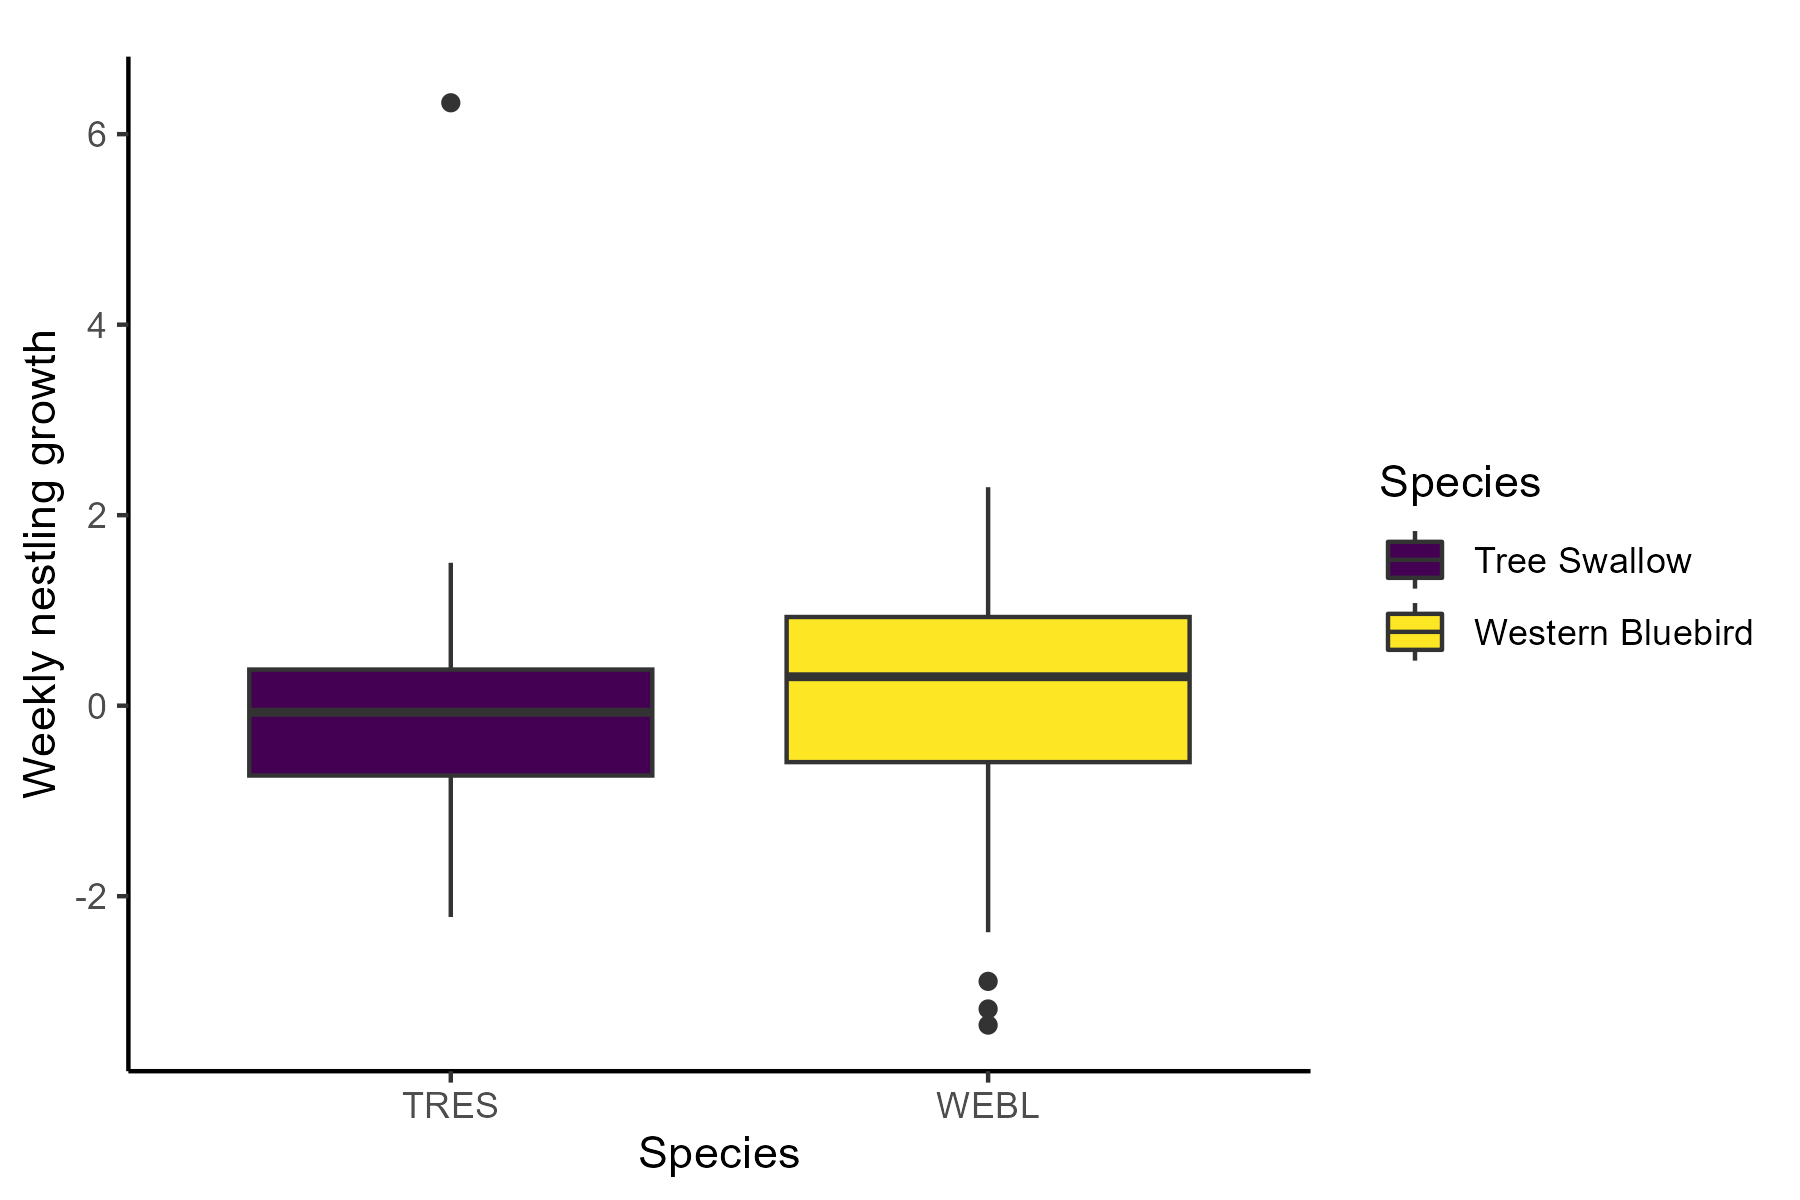 Weekly nestling growth
6
4
2
0
-2
TRES
WEBL
Species
Species
Tree Swallow
Western Bluebird